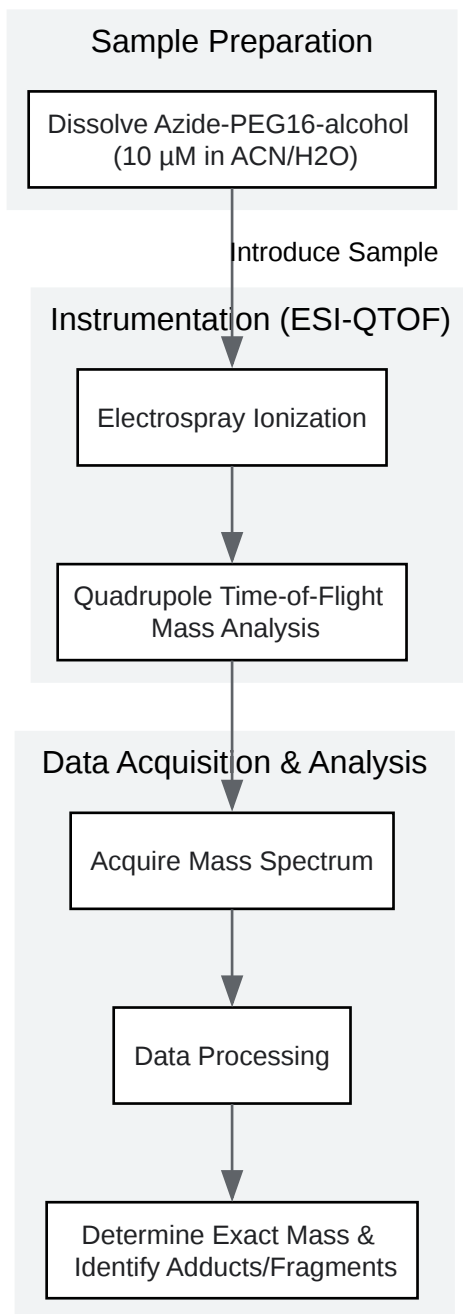 Sample Preparation
Dissolve Azide-PEG16-alcohol
(10 µM in ACN/H2O)
Introduce Sample
Instrumentation (ESI-QTOF)
Electrospray Ionization
Quadrupole Time-of-Flight
Mass Analysis
Data Acquisition & Analysis
Acquire Mass Spectrum
Data Processing
Determine Exact Mass &
Identify Adducts/Fragments